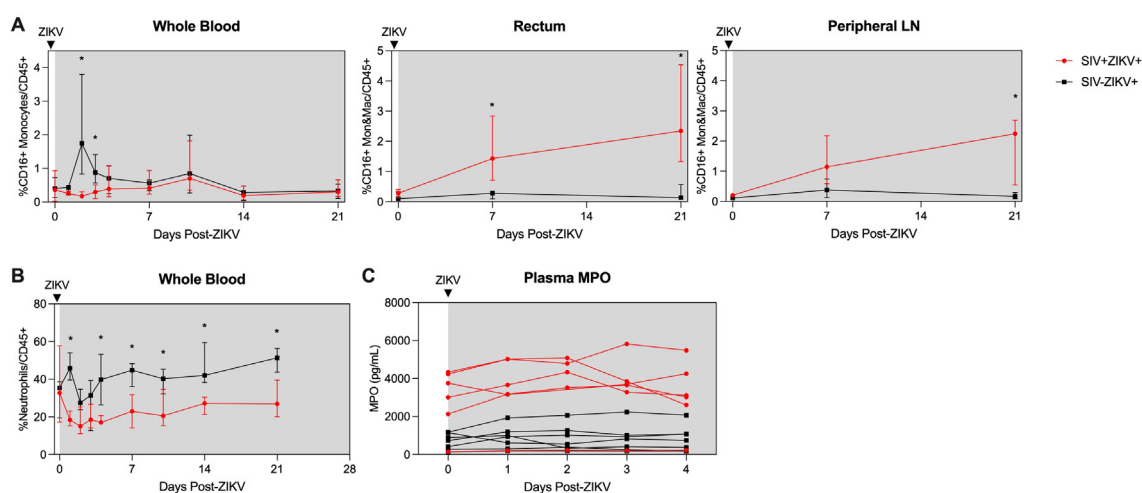 A
ZIKV
Whole Blood
%CD16+ Monocytes/CD45+
4
3
2
1
0
*
*
0 7 14 21
Days Post-ZIKV
ZIKV
Rectum
%CD16+ Mon&Mac/CD45+
5
4
3
2
1
0
*
*
0 7 14 21
Days Post-ZIKV
ZIKV
Peripheral LN
%CD16+ Mon&Mac/CD45+
5
4
3
2
1
0
*
0 7 14 21
Days Post-ZIKV
SIV+ZIKV+
SIV-ZIKV+
B
ZIKV
Whole Blood
%Neutrophils/CD45+
80
60
40
20
0
* * * * * *
0 7 14 21 28
Days Post-ZIKV
C
ZIKV
Plasma MPO
MPO (pg/mL)
8000
6000
4000
2000
0
0 1 2 3 4
Days Post-ZIKV